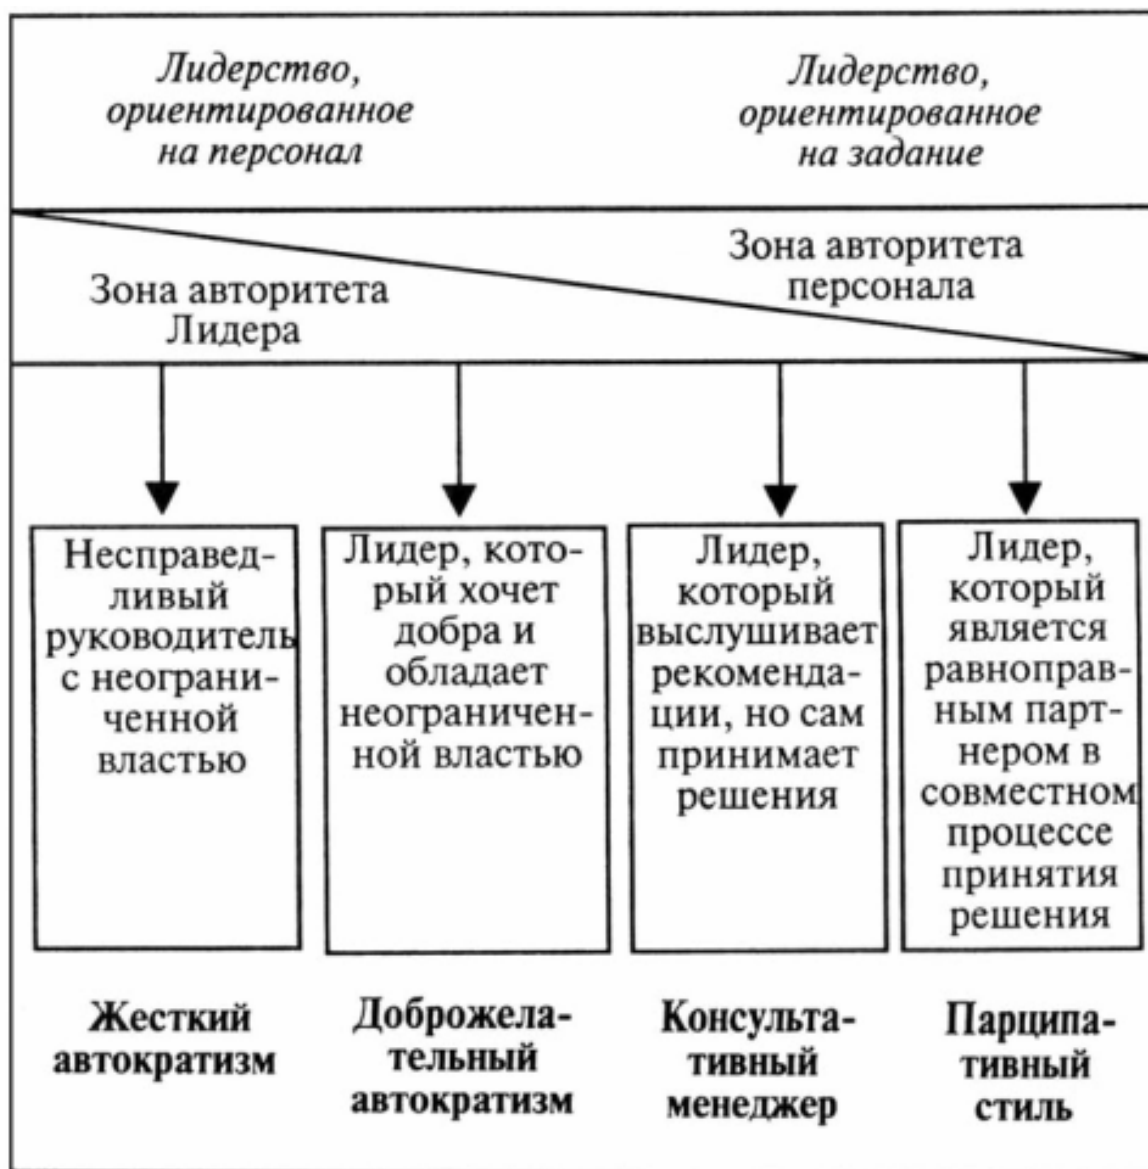 Лидерство,
ориентированное
на персонал
Лидерство,
ориентированное
на задание
Зона авторитета
персонала
Зона авторитета
Лидера
Несправед-
ливый
руководитель
с неограни-
ченной
властью
Лидер, кото-
рый хочет
добра и
обладает
неограничен-
ной властью
Лидер,
который
выслушивает
рекоменда-
ции, но сам
принимает
решения
Лидер,
который
является
равноправ-
ным парт-
нером в
совместном
процессе
принятия
решения
Жесткий
автократизм
Доброжела-
тельный
автократизм
Консульта-
тивный
менеджер
Парципа-
тивный
стиль